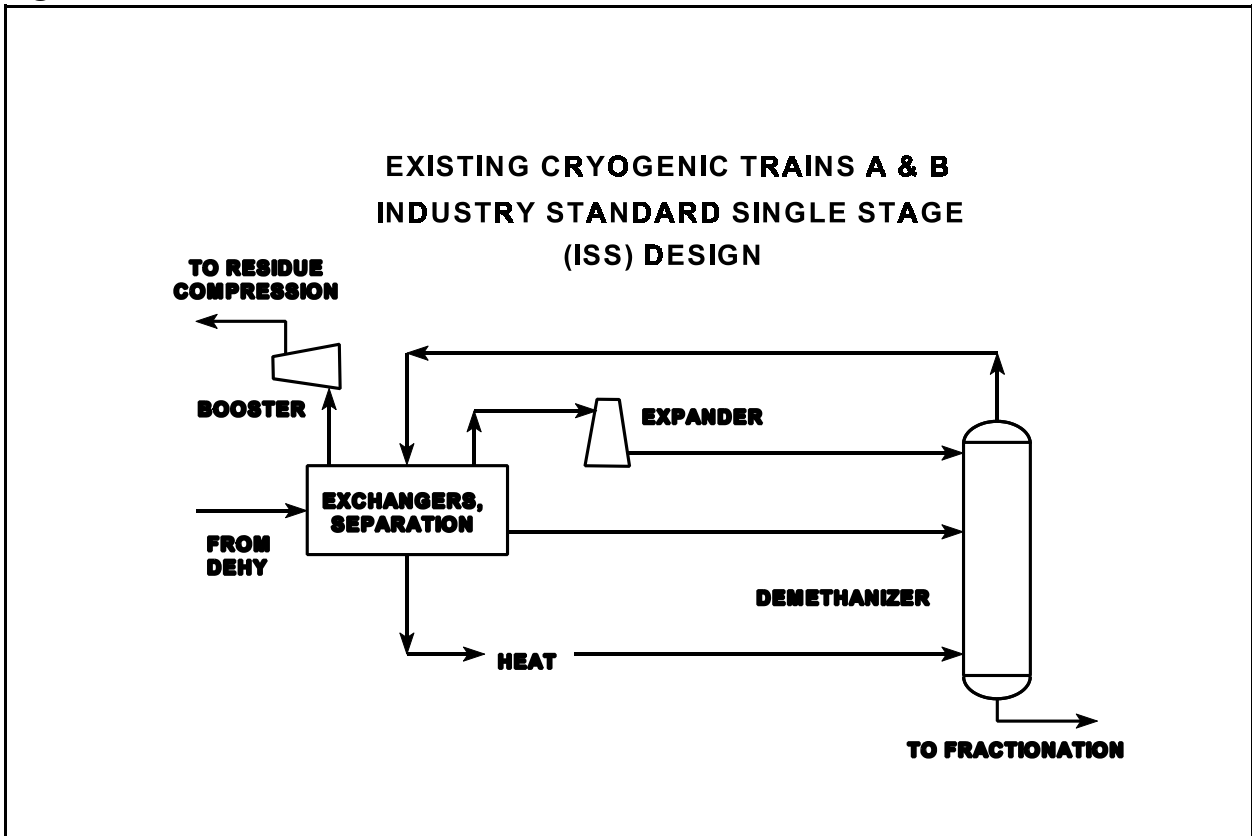 EXISTING CRYOGENIC TRAINS A & B
INDUSTRY STANDARD SINGLE STAGE
(ISS) DESIGN
TO RESIDUE
COMPRESSION
BOOSTER
EXPANDER
EXCHANGERS,
SEPARATION
FROM
DEHY
DEMETHANIZER
HEAT
TO FRACTIONATION